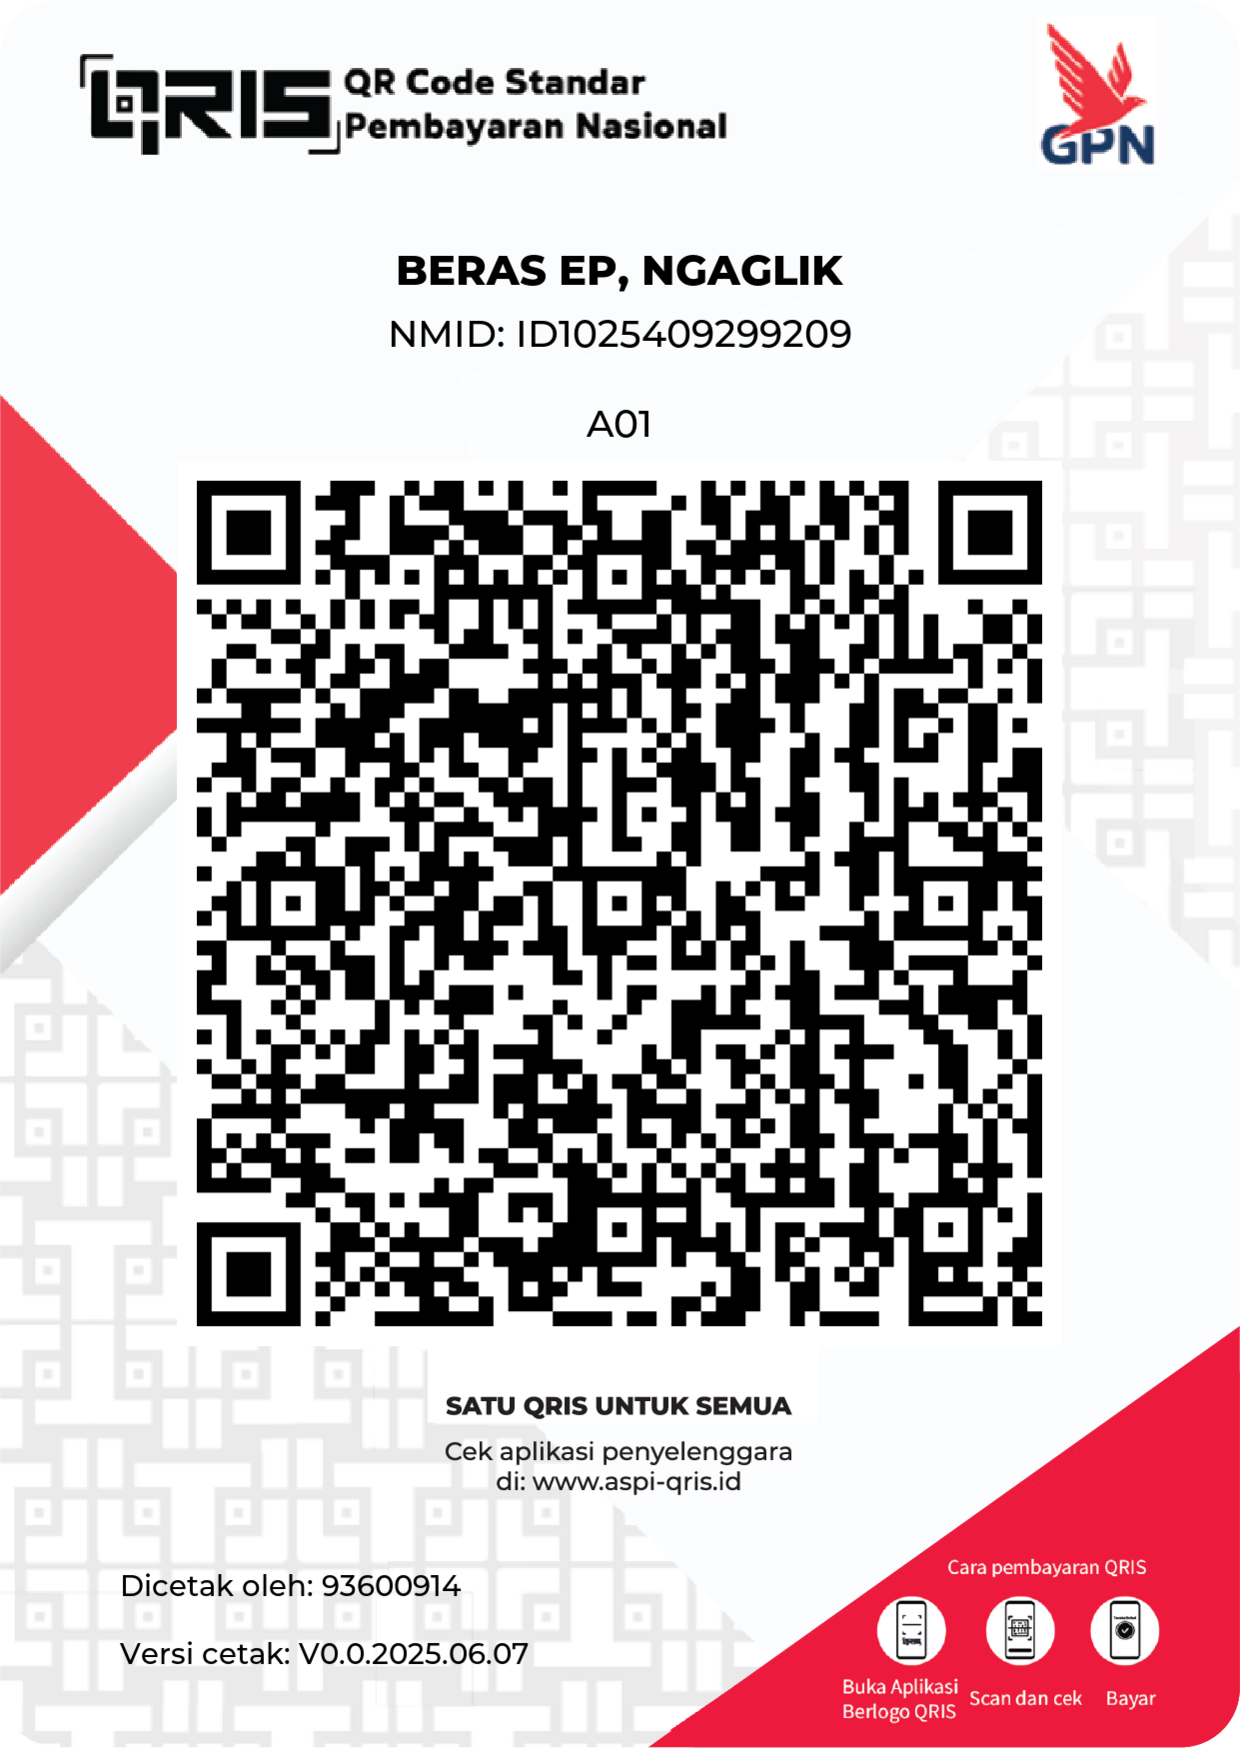 QRIS
QR Code Standar
Pembayaran Nasional
GPN
BERAS EP, NGAGLIK
NMID: ID1025409299209
A01
SATU QRIS UNTUK SEMUA
Cek aplikasi penyelenggara
di: www.aspi-qris.id
Dicetak oleh: 93600914
Versi cetak: V0.0.2025.06.07
Cara pembayaran QRIS
Buka Aplikasi
Berlogo QRIS
Scan dan cek
Bayar